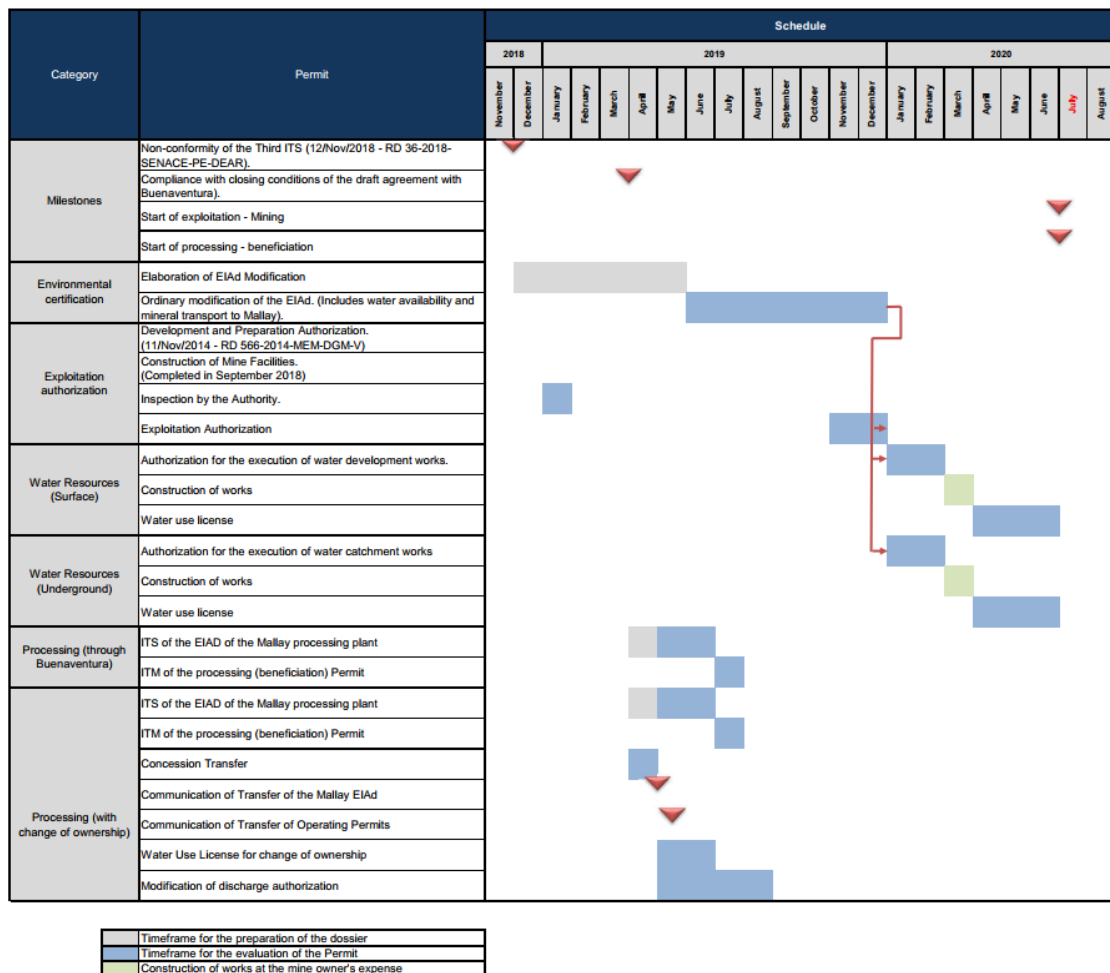 Category
Permit
Schedule
2018
2019
2020
November
December
January
February
March
April
May
June
July
August
September
October
November
December
January
February
March
April
May
June
July
August
Milestones
Non-conformity of the Third ITS (12/Nov/2018 - RD 36-2018-
SENACE-PE-DEAR).
Compliance with closing conditions of the draft agreement with
Buenaventura).
Start of exploitation - Mining
Start of processing - beneficiation
Environmental
certification
Elaboration of EIAd Modification
Ordinary modification of the EIAd. (Includes water availability and
mineral transport to Mallay).
Exploitation
authorization
Development and Preparation Authorization.
(11/Nov/2014 - RD 566-2014-MEM-DGM-V)
Construction of Mine Facilities.
(Completed in September 2018)
Inspection by the Authority.
Exploitation Authorization
Water Resources
(Surface)
Authorization for the execution of water development works.
Construction of works
Water use license
Water Resources
(Underground)
Authorization for the execution of water catchment works
Construction of works
Water use license
Processing (through
Buenaventura)
ITS of the EIAD of the Mallay processing plant
ITM of the processing (beneficiation) Permit
Processing (with
change of ownership)
ITS of the EIAD of the Mallay processing plant
ITM of the processing (beneficiation) Permit
Concession Transfer
Communication of Transfer of the Mallay EIAd
Communication of Transfer of Operating Permits
Water Use License for change of ownership
Modification of discharge authorization
Timeframe for the preparation of the dossier
Timeframe for the evaluation of the Permit
Construction of works at the mine owner's expense